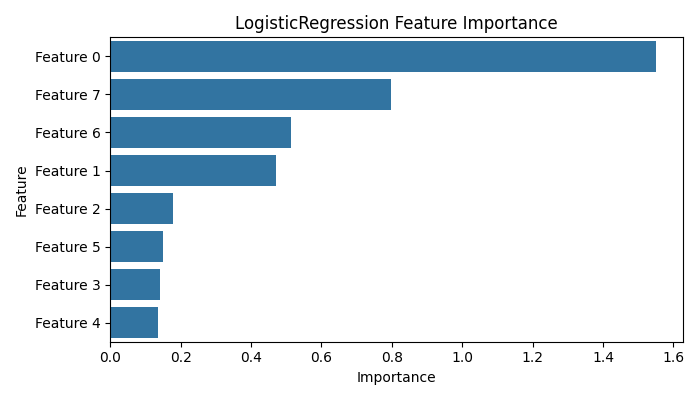 LogisticRegression Feature Importance
Feature 0
Feature 7
Feature 6
Feature 1
Feature 2
Feature 5
Feature 3
Feature 4
Feature
0.0 0.2 0.4 0.6 0.8 1.0 1.2 1.4 1.6
Importance